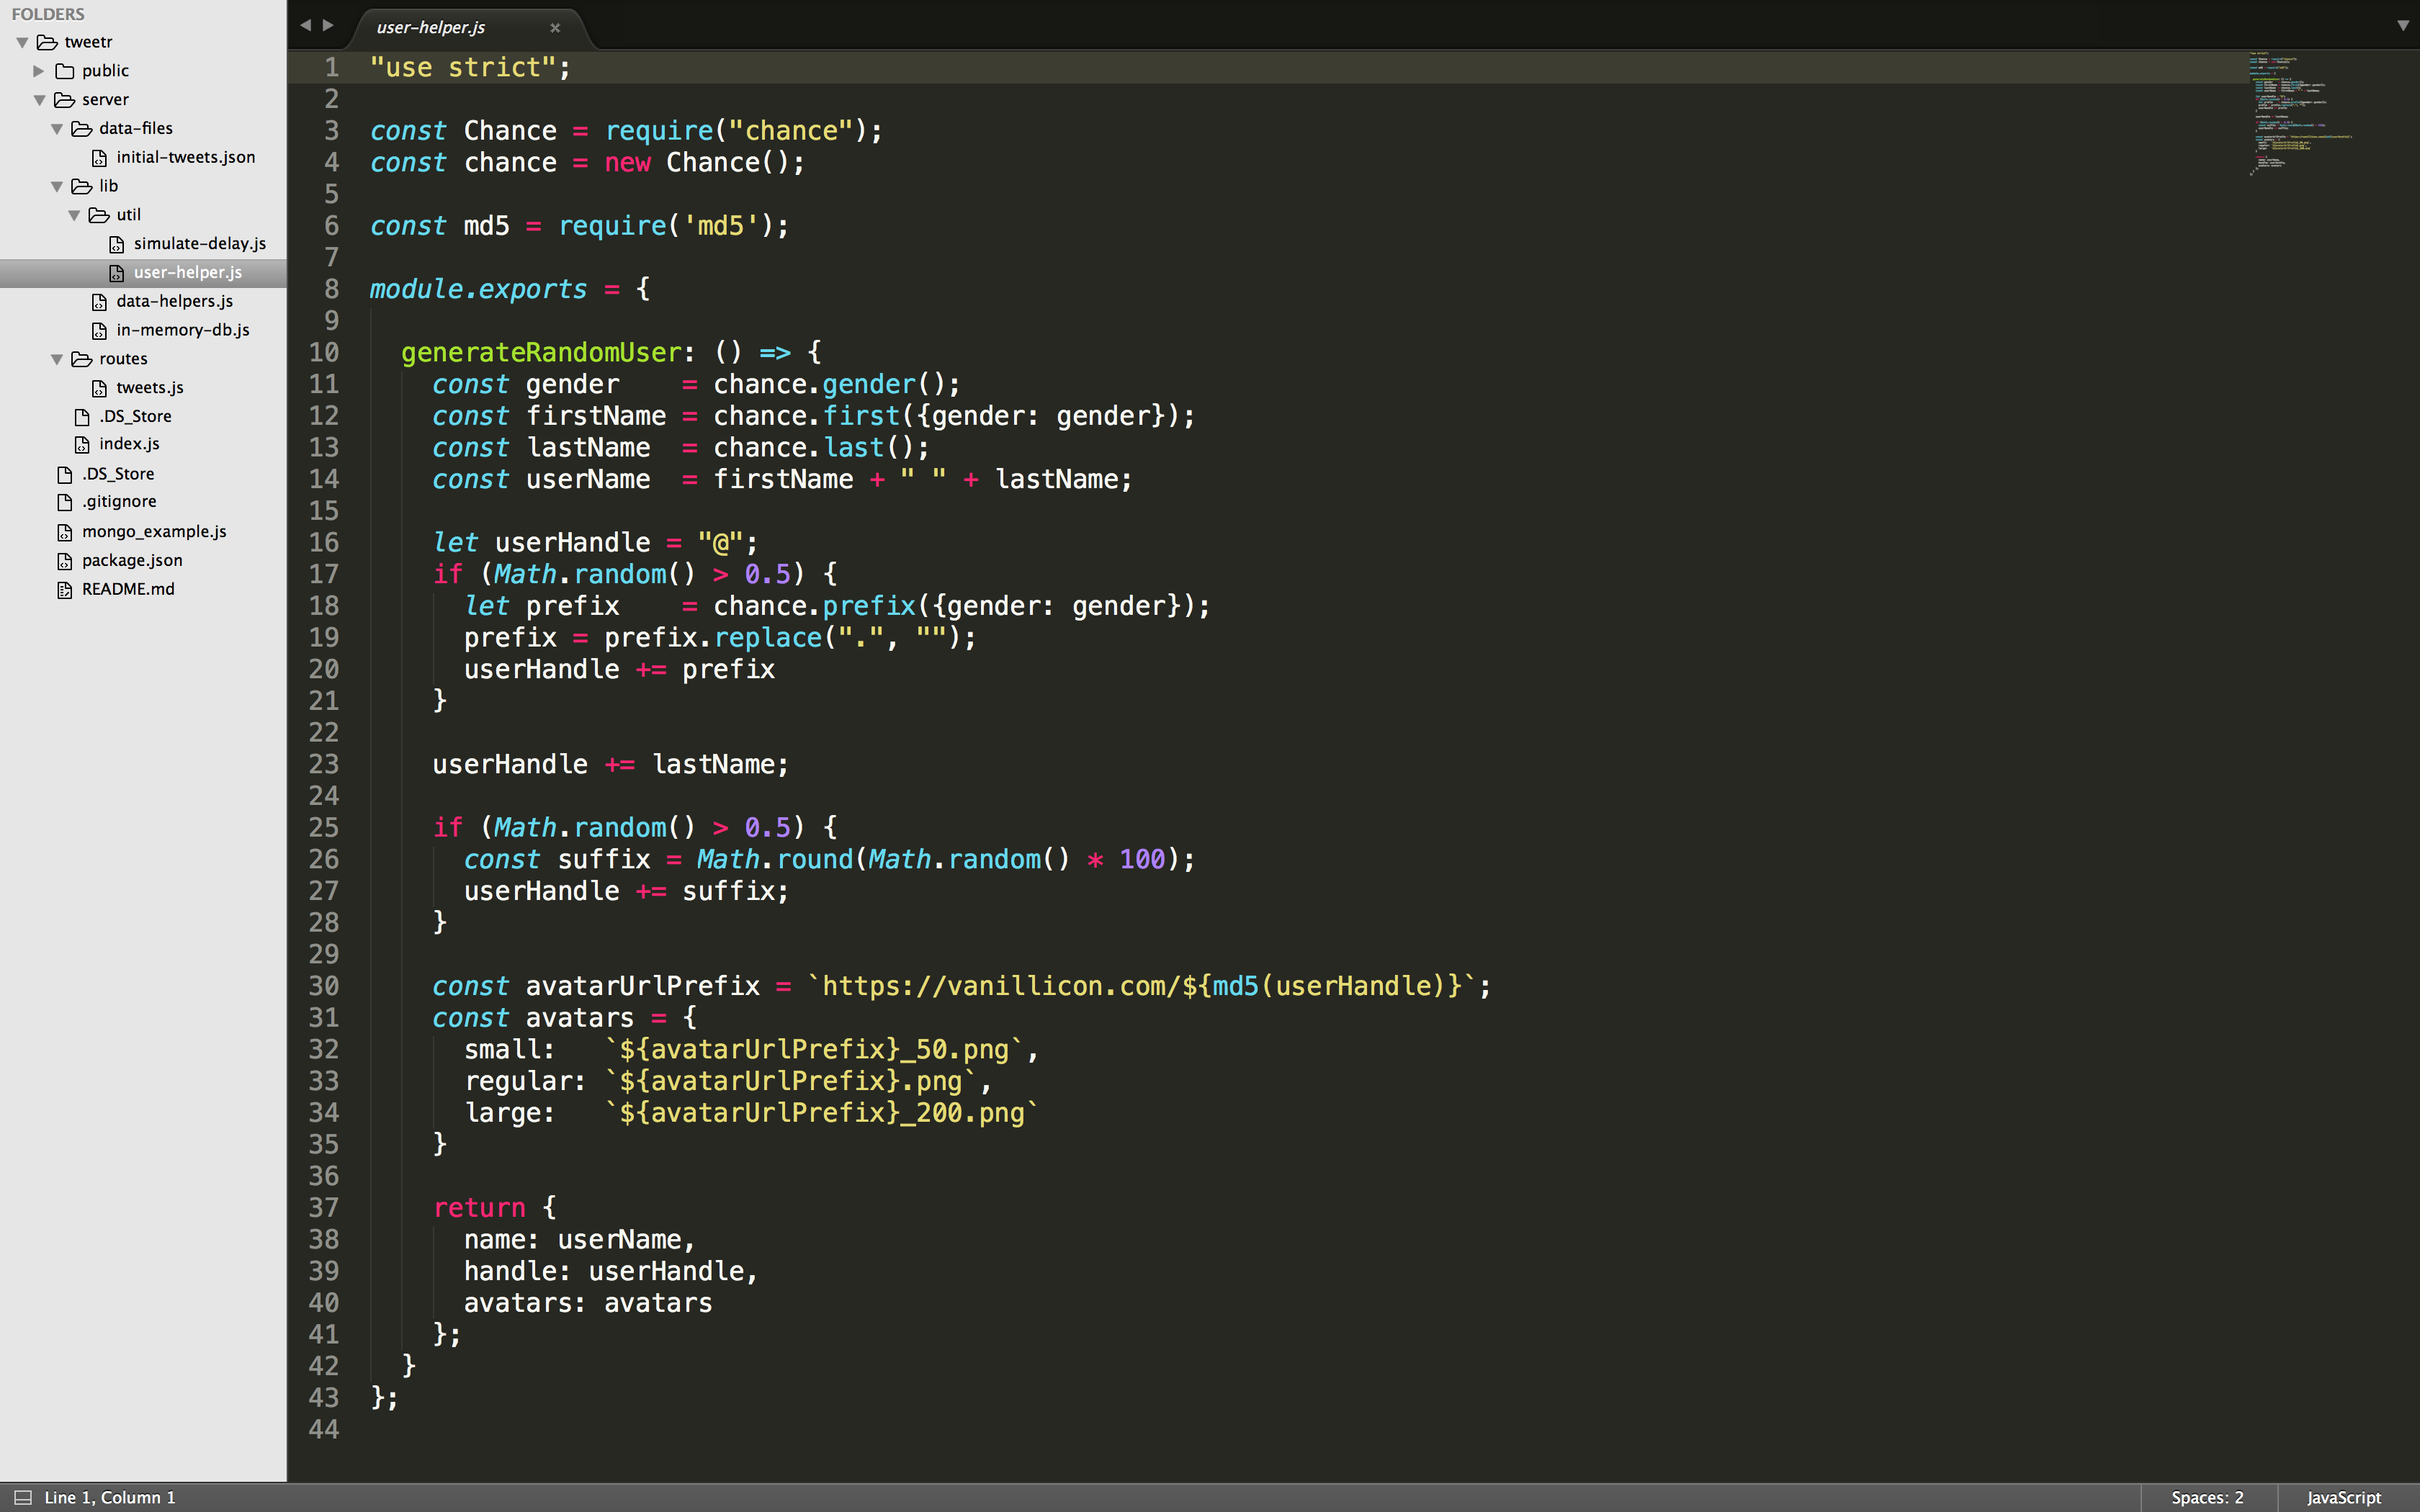 FOLDERS
tweetr
public
server
data-files
initial-tweets.json
lib
util
simulate-delay.js
user-helper.js
data-helpers.js
in-memory-db.js
routes
tweets.js
.DS_Store
index.js
.DS_Store
.gitignore
mongo_example.js
package.json
README.md
user-helper.js
1 "use strict";
2
3 const Chance = require("chance");
4 const chance = new Chance();
5
6 const md5 = require('md5');
7
8 module.exports = {
9
10   generateRandomUser: () => {
11     const gender    = chance.gender();
12     const firstName = chance.first({gender: gender});
13     const lastName  = chance.last();
14     const userName  = firstName + " " + lastName;
15
16     let userHandle = "@";
17     if (Math.random() > 0.5) {
18       let prefix    = chance.prefix({gender: gender});
19       prefix = prefix.replace(".", "");
20       userHandle += prefix
21     }
22
23     userHandle += lastName;
24
25     if (Math.random() > 0.5) {
26       const suffix = Math.round(Math.random() * 100);
27       userHandle += suffix;
28     }
29
30     const avatarUrlPrefix = `https://vanillicon.com/${md5(userHandle)}`;
31     const avatars = {
32       small:   `${avatarUrlPrefix}_50.png`,
33       regular: `${avatarUrlPrefix}.png`,
34       large:   `${avatarUrlPrefix}_200.png`
35     }
36
37     return {
38       name: userName,
39       handle: userHandle,
40       avatars: avatars
41     };
42   }
43 };
44
Line 1, Column 1
Spaces: 2
JavaScript